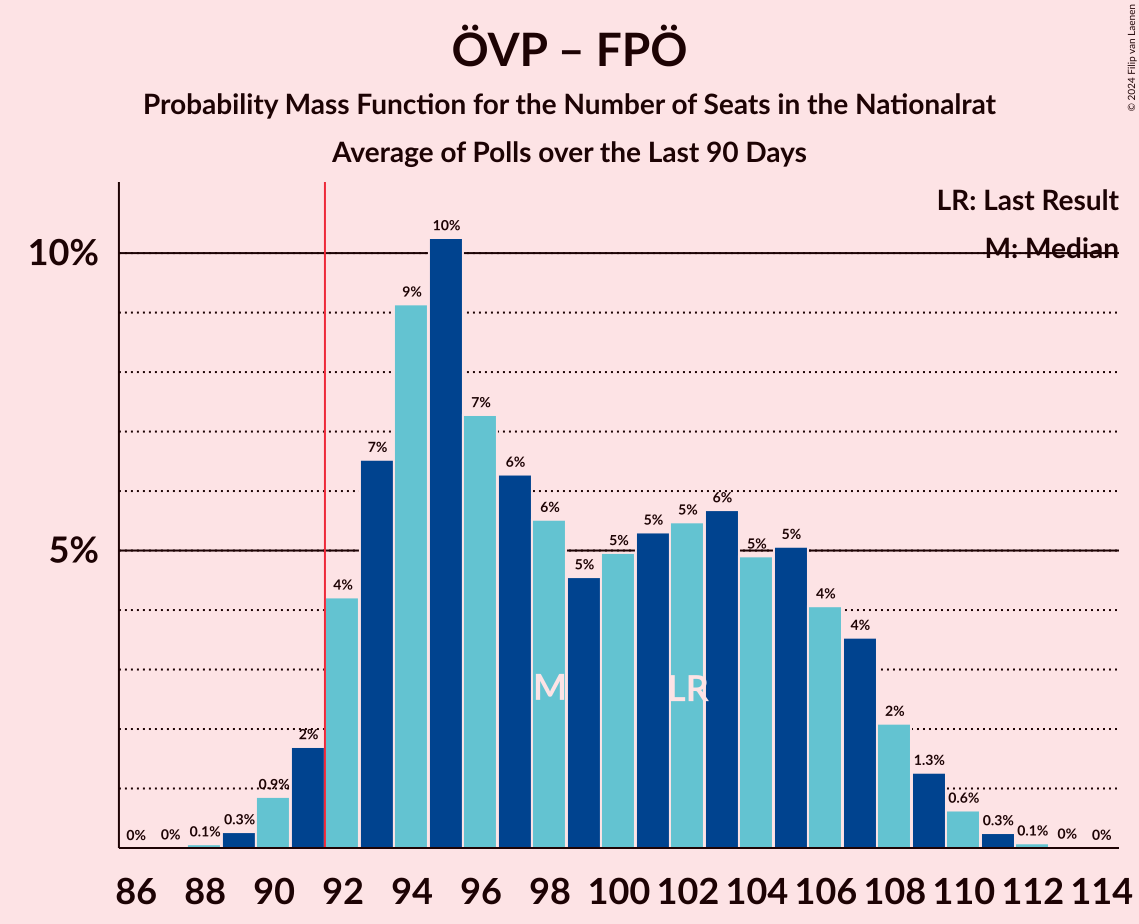 ÖVP – FPÖ
Probability Mass Function for the Number of Seats in the Nationalrat
Average of Polls over the Last 90 Days
© 2024 Filip van Laenen
LR: Last Result
M: Median
10%
5%
0% 0% 0.1% 0.3% 0.9% 2% 4% 7% 9% 10% 7% 6% 6% 5% 5% 5% 5% 6% 5% 5% 4% 4% 2% 1.3% 0.6% 0.3% 0.1% 0% 0%
M LR
86 88 90 92 94 96 98 100 102 104 106 108 110 112 114